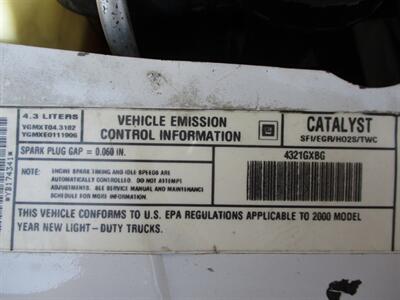 4.3 LITERS
YGMXT04.3182
YGMXE0111906
VEHICLE EMISSION
CONTROL INFORMATION
GM
CATALYST
SFI/EGR/HO2S/TWC
SPARK PLUG GAP = 0.060 IN.
4321GXBG
NOTE:
ENGINE SPARK TIMING AND IDLE SPEEDS ARE
AUTOMATICALLY CONTROLLED. DO NOT ATTEMPT
ADJUSTMENTS. SEE SERVICE MANUAL AND MAINTENANCE
SCHEDULE FOR MORE INFORMATION.
THIS VEHICLE CONFORMS TO U.S. EPA REGULATIONS APPLICABLE TO 2000 MODEL
YEAR NEW LIGHT-DUTY TRUCKS.